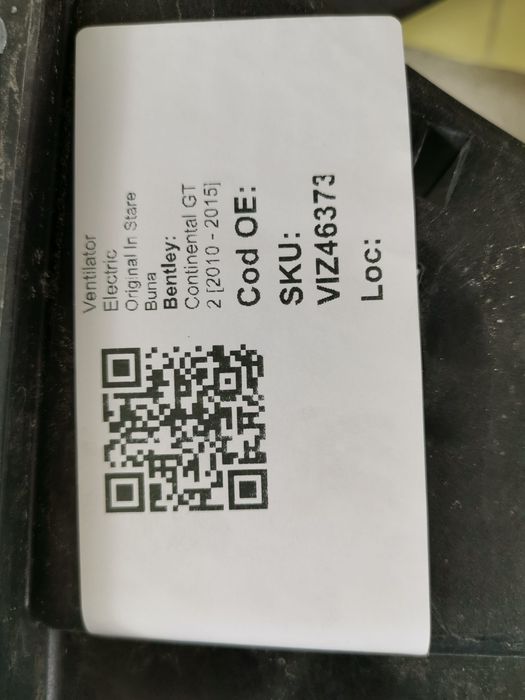 Ventilator
Electric
Original In Stare
Buna
Bentley:
Continental GT
2 [2010 - 2015]
Cod OE:
SKU:
VIZ46373
Loc: